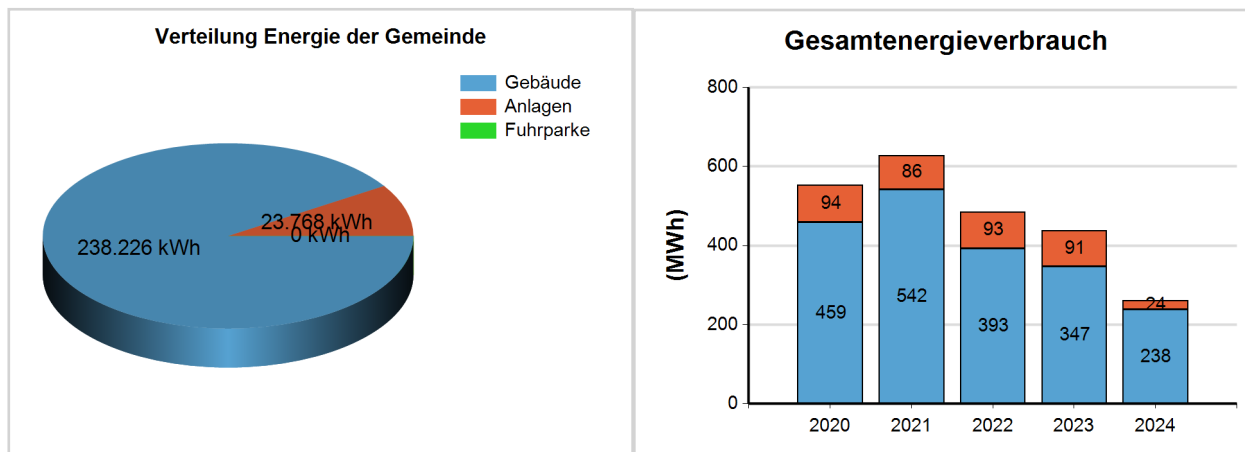 Verteilung Energie der Gemeinde
Gebäude
Anlagen
Fuhrparke
23.768 kWh
0 kWh
238.226 kWh
Gesamtenergieverbrauch
(MWh)
800
600
400
200
0
94
86
93
91
24
459
542
393
347
238
2020
2021
2022
2023
2024